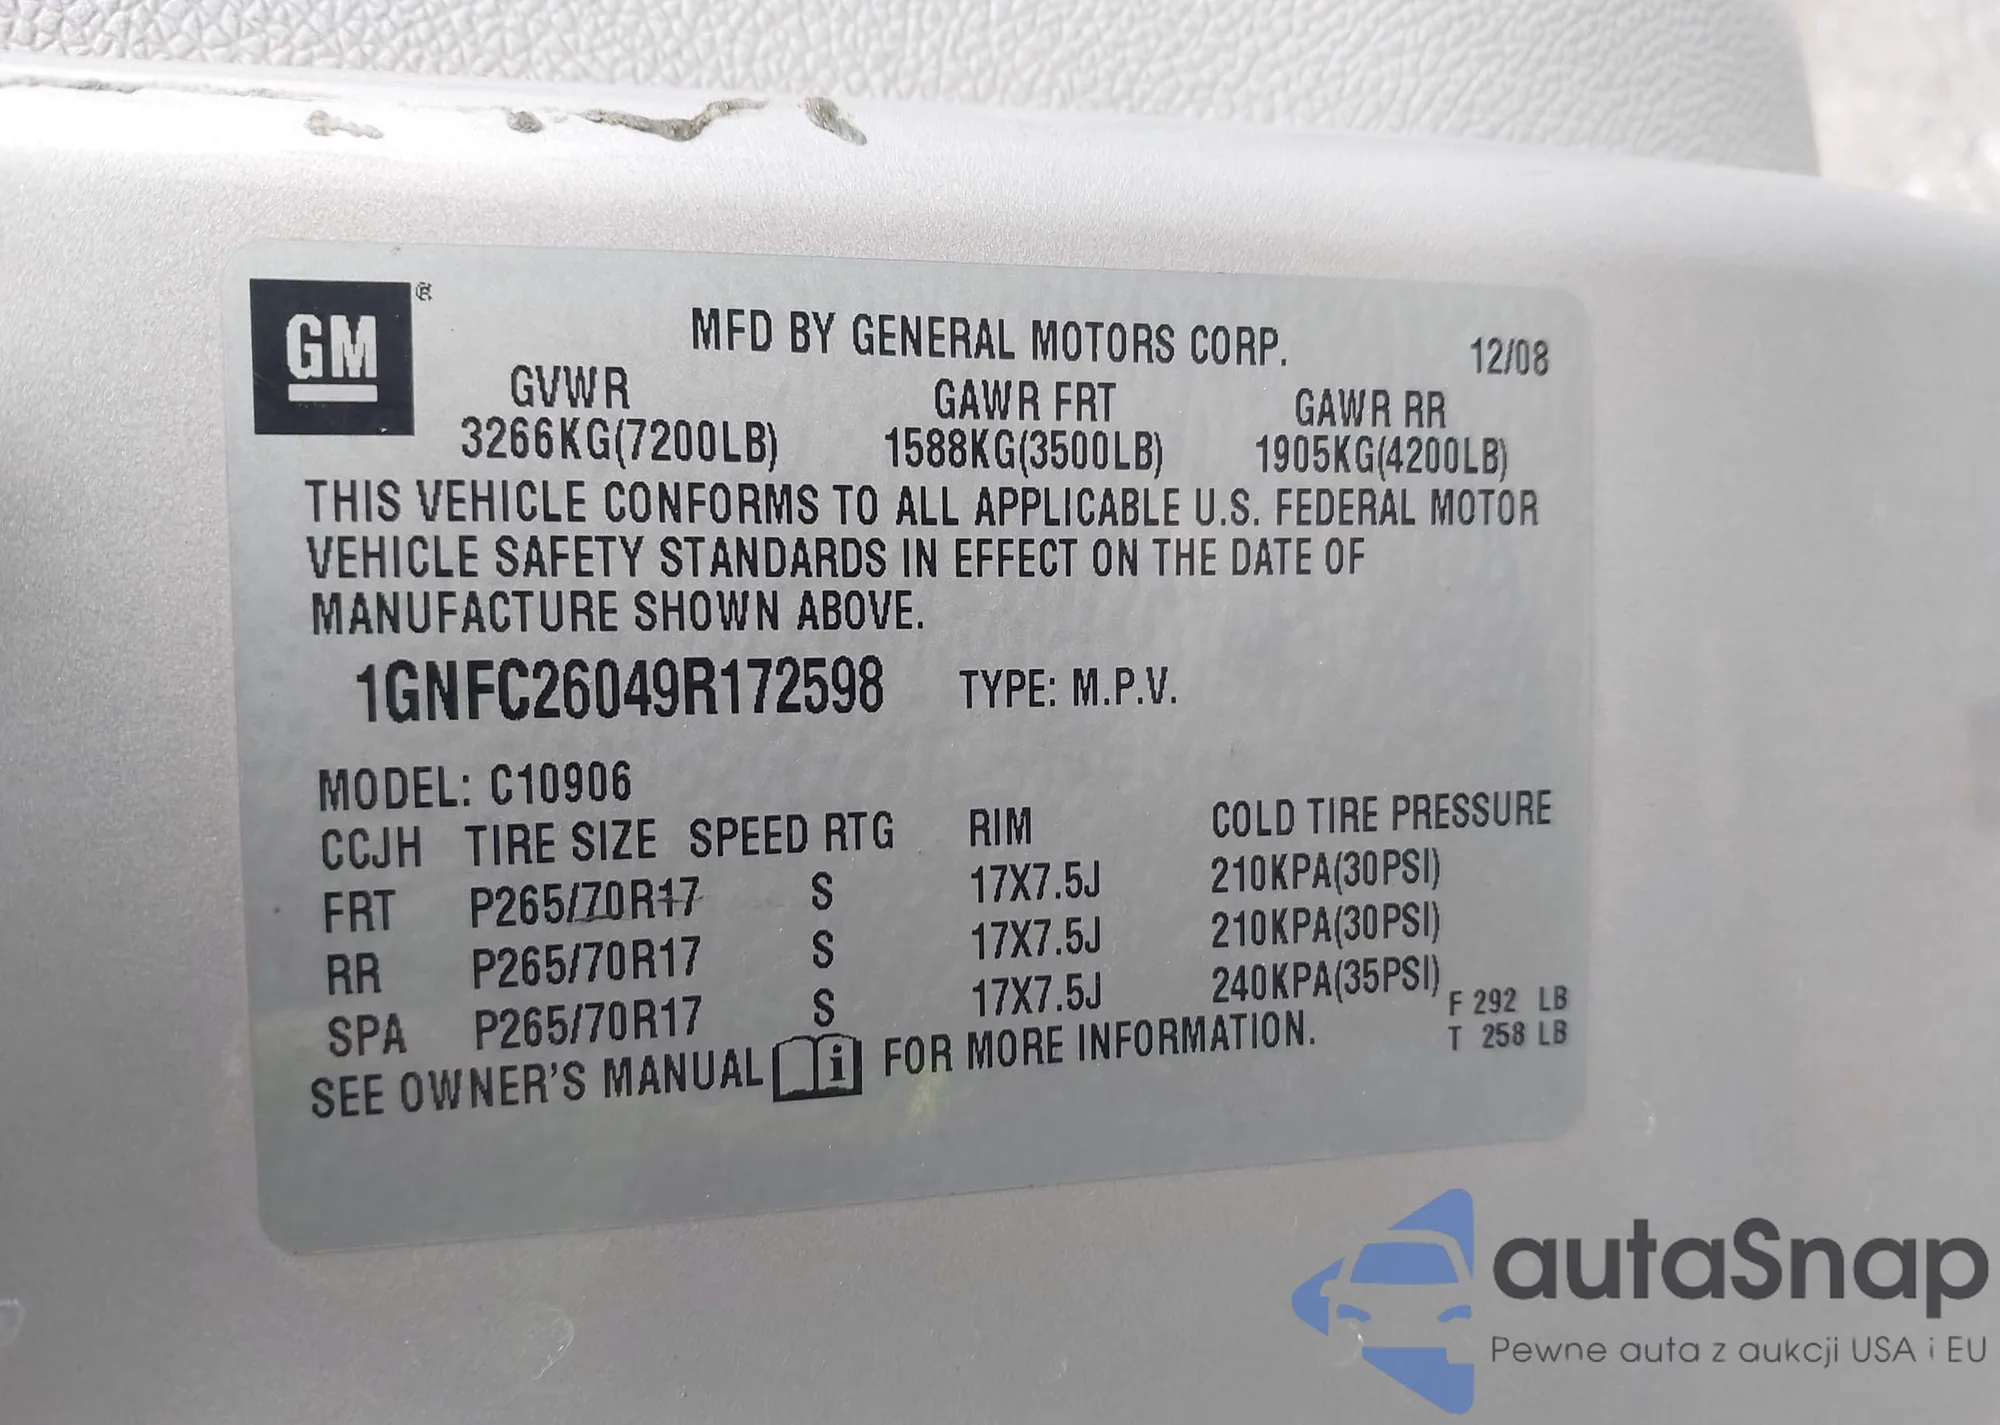 GM®
MFD BY GENERAL MOTORS CORP. 12/08
GVWR GAWR FRT GAWR RR
3266KG(7200LB) 1588KG(3500LB) 1905KG(4200LB)
THIS VEHICLE CONFORMS TO ALL APPLICABLE U.S. FEDERAL MOTOR
VEHICLE SAFETY STANDARDS IN EFFECT ON THE DATE OF
MANUFACTURE SHOWN ABOVE.
1GNFC26049R172598 TYPE: M.P.V.
MODEL: C10906
CCJH TIRE SIZE SPEED RTG RIM COLD TIRE PRESSURE
FRT P265/70R17 S 17X7.5J 210KPA(30PSI)
RR P265/70R17 S 17X7.5J 210KPA(30PSI)
SPA P265/70R17 S 17X7.5J 240KPA(35PSI)
F 292 LB
T 258 LB
SEE OWNER'S MANUAL i FOR MORE INFORMATION.
autaSnap
Pewne auta z aukcji USA i EU